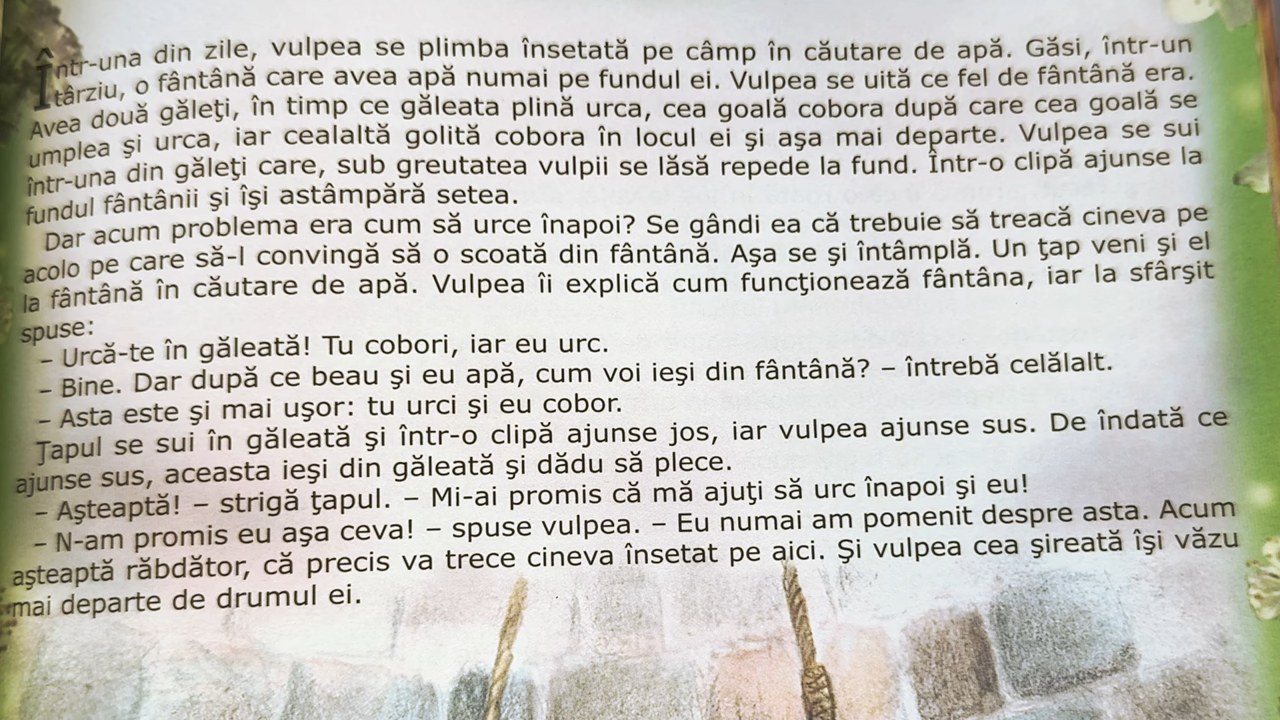 Într-una din zile, vulpea se plimba însetată pe câmp în căutare de apă. Găsi, într-un
târziu, o fântână care avea apă numai pe fundul ei. Vulpea se uită ce fel de fântână era.
Avea două găleţi, în timp ce găleata plină urca, cea goală cobora după care cea goală se
umplea şi urca, iar cealaltă golită cobora în locul ei şi aşa mai departe. Vulpea se sui
într-una din găleţi care, sub greutatea vulpii se lăsă repede la fund. Într-o clipă ajunse la
fundul fântânii şi îşi astâmpără setea.
Dar acum problema era cum să urce înapoi? Se gândi ea că trebuie să treacă cineva pe
acolo pe care să-l convingă să o scoată din fântână. Aşa se şi întâmplă. Un ţap veni şi el
la fântână în căutare de apă. Vulpea îi explică cum funcţionează fântâna, iar la sfârşit
spuse:
– Urcă-te în găleată! Tu cobori, iar eu urc.
– Bine. Dar după ce beau şi eu apă, cum voi ieşi din fântână? – întrebă celălalt.
– Asta este şi mai uşor: tu urci şi eu cobor.
Ţapul se sui în găleată şi într-o clipă ajunse jos, iar vulpea ajunse sus. De îndată ce
ajunse sus, aceasta ieşi din găleată şi dădu să plece.
– Aşteaptă! – strigă ţapul. – Mi-ai promis că mă ajuţi să urc înapoi şi eu!
– N-am promis eu aşa ceva! – spuse vulpea. – Eu numai am pomenit despre asta. Acum
aşteaptă răbdător, că precis va trece cineva însetat pe aici. Şi vulpea cea şireată îşi văzu
mai departe de drumul ei.